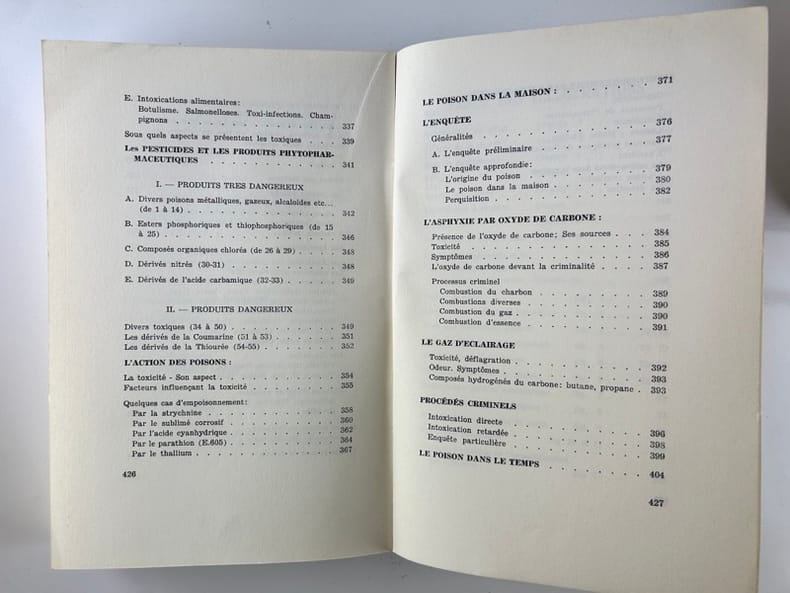 E. Intoxications alimentaires:
Botulisme. Salmonelloses. Toxi-infections. Cham-
pignons . . . . . . . . . . . . . . . 337
Sous quels aspects se présentent les toxiques . . . . 339
Les PESTICIDES ET LES PRODUITS PHYTOPHAR-
MACEUTIQUES . . . . . . . . . . . . 341
I. — PRODUITS TRES DANGEREUX
A. Divers poisons métalliques, gazeux, alcaloides etc...
(de 1 à 14) . . . . . . . . . . . . . . 342
B. Esters phosphoriques et thiophosphoriques (de 15
à 25) . . . . . . . . . . . . . . . . 346
C. Composés organiques chlorés (de 26 à 29) . . . . . 348
D. Dérivés nitrés (30-31) . . . . . . . . . . . 348
E. Dérivés de l'acide carbamique (32-33) . . . . . . 349
II. — PRODUITS DANGEREUX
Divers toxiques (34 à 50) . . . . . . . . . . . 349
Les dérivés de la Coumarine (51 à 53) . . . . . . . 351
Les dérivés de la Thiourée (54-55) . . . . . . . . 352
L'ACTION DES POISONS :
La toxicité - Son aspect . . . . . . . . . . . . 354
Facteurs influençant la toxicité . . . . . . . . . 355
Quelques cas d'empoisonnement:
Par la strychnine . . . . . . . . . . . . . 358
Par le sublimé corrosif . . . . . . . . . . . 360
Par l'acide cyanhydrique . . . . . . . . . . . 362
Par le parathion (E.605) . . . . . . . . . . . 364
Par le thallium . . . . . . . . . . . . . . 367
426
LE POISON DANS LA MAISON : . . . . . . . 371
L'ENQUÊTE . . . . . . . . . . . . . . 376
Généralités . . . . . . . . . . . . . . 377
A. L'enquête préliminaire . . . . . . . . . .
B. L'enquête approfondie:
L'origine du poison . . . . . . . . . . . 379
Le poison dans la maison . . . . . . . . . 380
Perquisition . . . . . . . . . . . . . 382
L'ASPHYXIE PAR OXYDE DE CARBONE :
Présence de l'oxyde de carbone; Ses sources . . . . 384
Toxicité . . . . . . . . . . . . . . . 385
Symptômes . . . . . . . . . . . . . . 386
L'oxyde de carbone devant la criminalité . . . . . 387
Processus criminel
Combustion du charbon . . . . . . . . . . 389
Combustions diverses . . . . . . . . . . . 390
Combustion du gaz . . . . . . . . . . . . 390
Combustion d'essence . . . . . . . . . . . 391
LE GAZ D'ECLAIRAGE
Toxicité, déflagration . . . . . . . . . . . . 392
Odeur. Symptômes . . . . . . . . . . . . . 393
Composés hydrogénés du carbone: butane, propane . 393
PROCÉDÉS CRIMINELS
Intoxication directe . . . . . . . . . . . . 396
Intoxication retardée . . . . . . . . . . . . 398
Enquête particulière . . . . . . . . . . . . 399
LE POISON DANS LE TEMPS . . . . . . . . 404
427